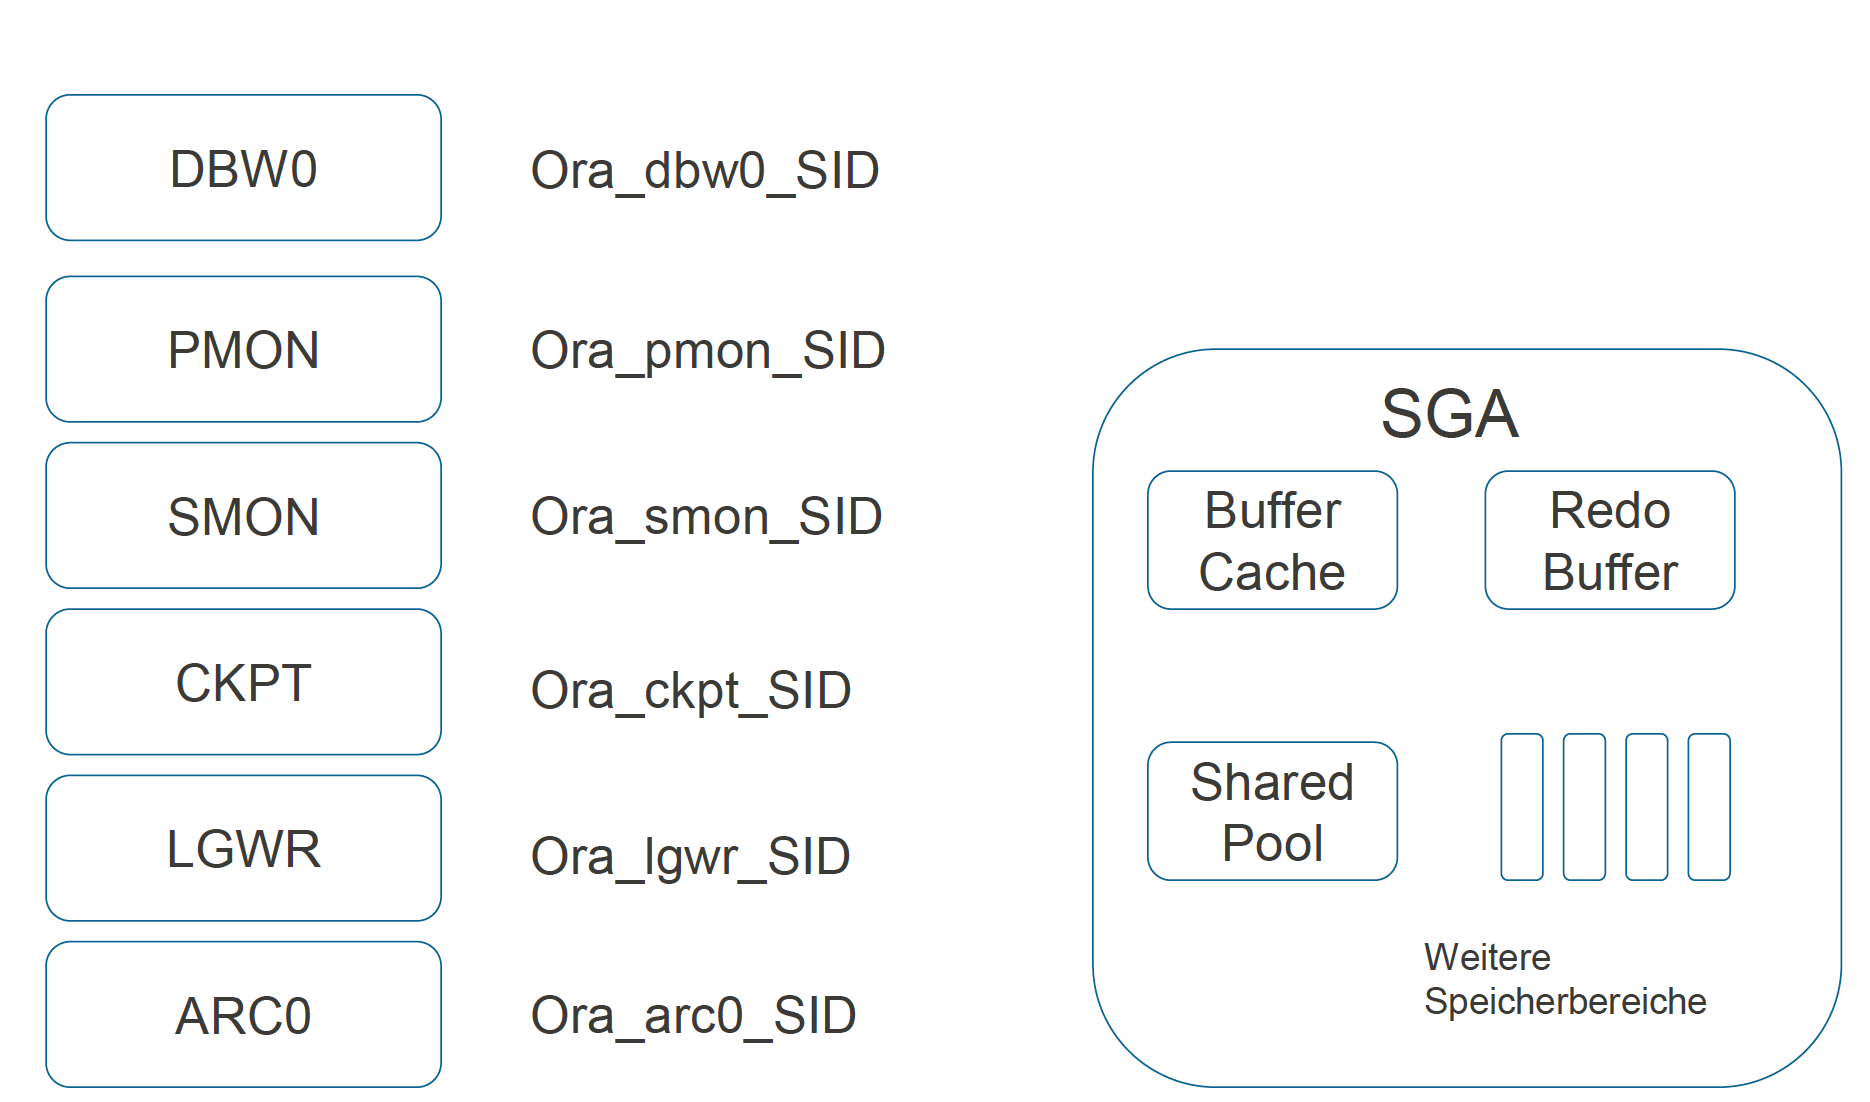 DBW0
Ora_dbw0_SID
PMON
Ora_pmon_SID
SMON
Ora_smon_SID
CKPT
Ora_ckpt_SID
LGWR
Ora_lgwr_SID
ARC0
Ora_arc0_SID
SGA
Buffer
Cache
Redo
Buffer
Shared
Pool
Weitere
Speicherbereiche